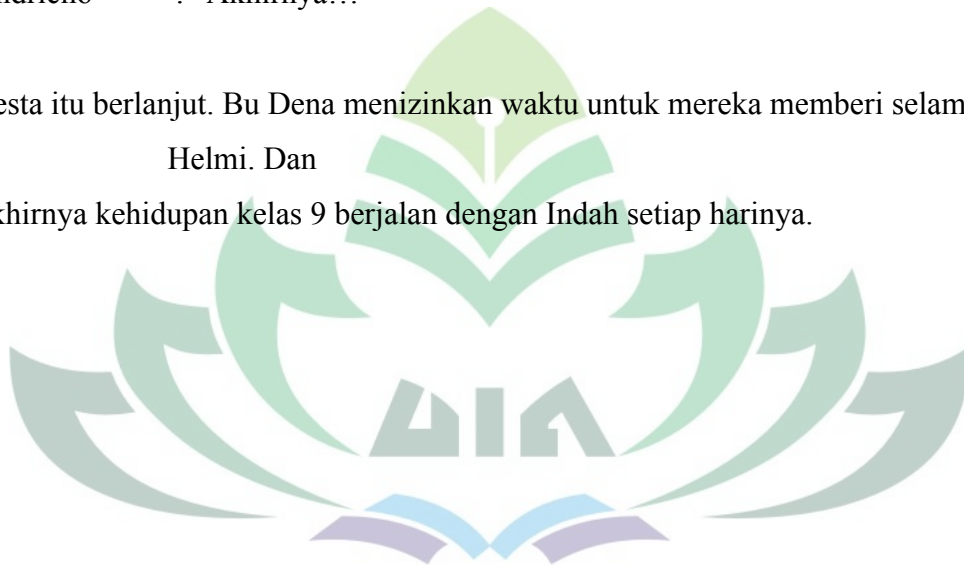 : "Akhirnya…
esta itu berlanjut. Bu Dena menizinkan waktu untuk mereka memberi selam
Helmi. Dan
khirnya kehidupan kelas 9 berjalan dengan Indah setiap harinya.
UIN